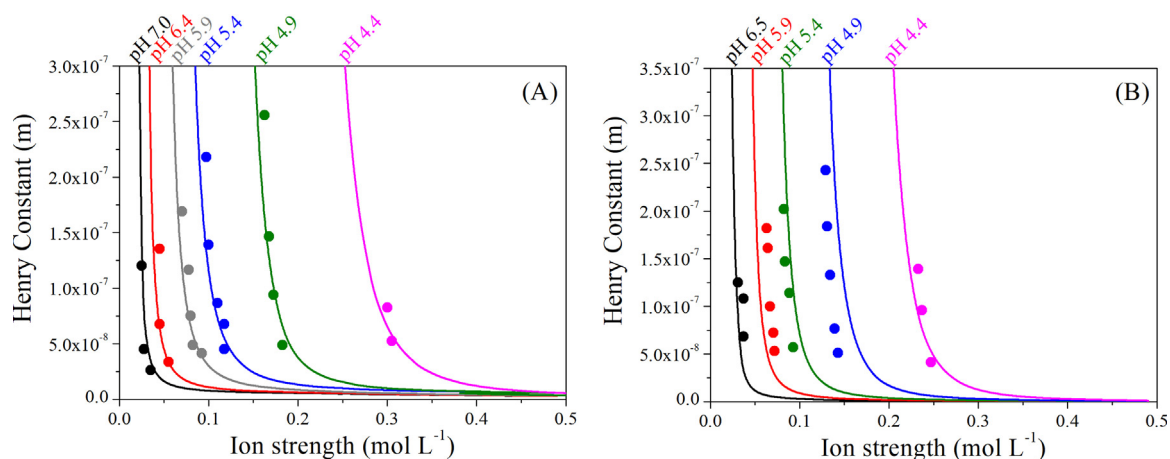 pH 7.0
pH 6.4
pH 5.9
pH 5.4
pH 4.9
pH 4.4
(A)
Henry Constant (m)
3.0x10⁻⁷
2.5x10⁻⁷
2.0x10⁻⁷
1.5x10⁻⁷
1.0x10⁻⁷
5.0x10⁻⁸
0.0
0.0 0.1 0.2 0.3 0.4 0.5
Ion strength (mol L⁻¹)
pH 6.5
pH 5.9
pH 5.4
pH 4.9
pH 4.4
(B)
Henry Constant (m)
3.5x10⁻⁷
3.0x10⁻⁷
2.5x10⁻⁷
2.0x10⁻⁷
1.5x10⁻⁷
1.0x10⁻⁷
5.0x10⁻⁸
0.0
0.0 0.1 0.2 0.3 0.4 0.5
Ion strength (mol L⁻¹)